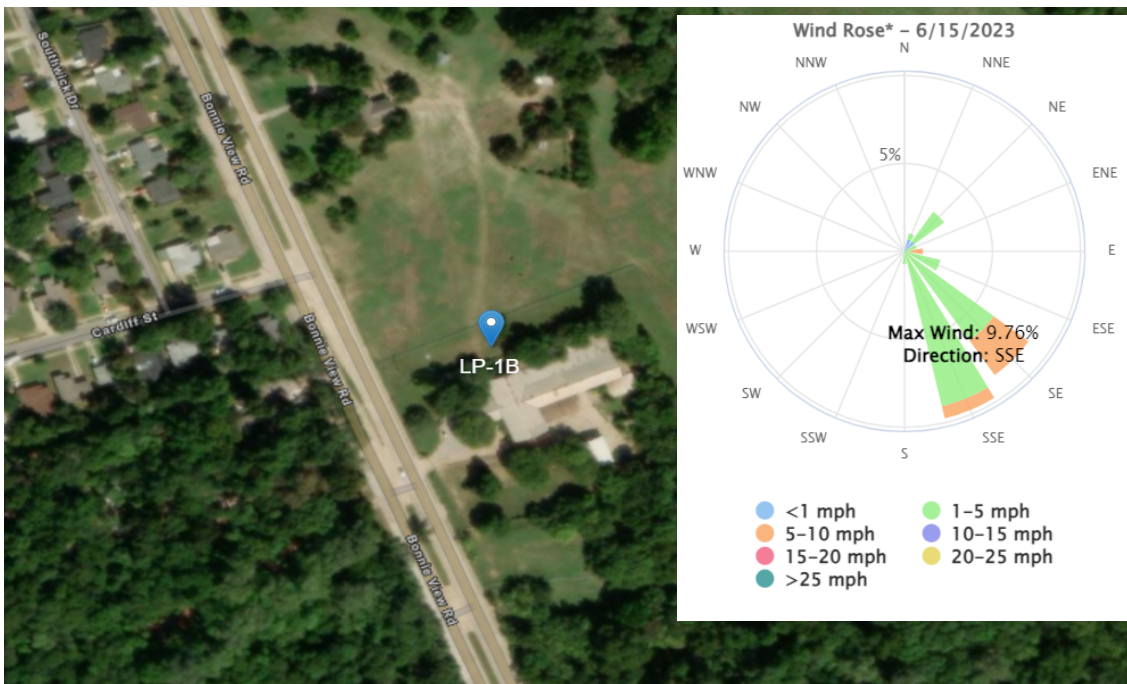 Southwick Dr
Bonnie View Rd
Cardiff St
Bonnie View Rd
Bonnie View Rd
LP-1B
Wind Rose* – 6/15/2023
N
NNW
NNE
NW
NE
5%
WNW
ENE
W
E
WSW
ESE
Max Wind: 9.76%
Direction: SSE
SW
SE
SSW
SSE
S
<1 mph
1–5 mph
5–10 mph
10–15 mph
15–20 mph
20–25 mph
>25 mph